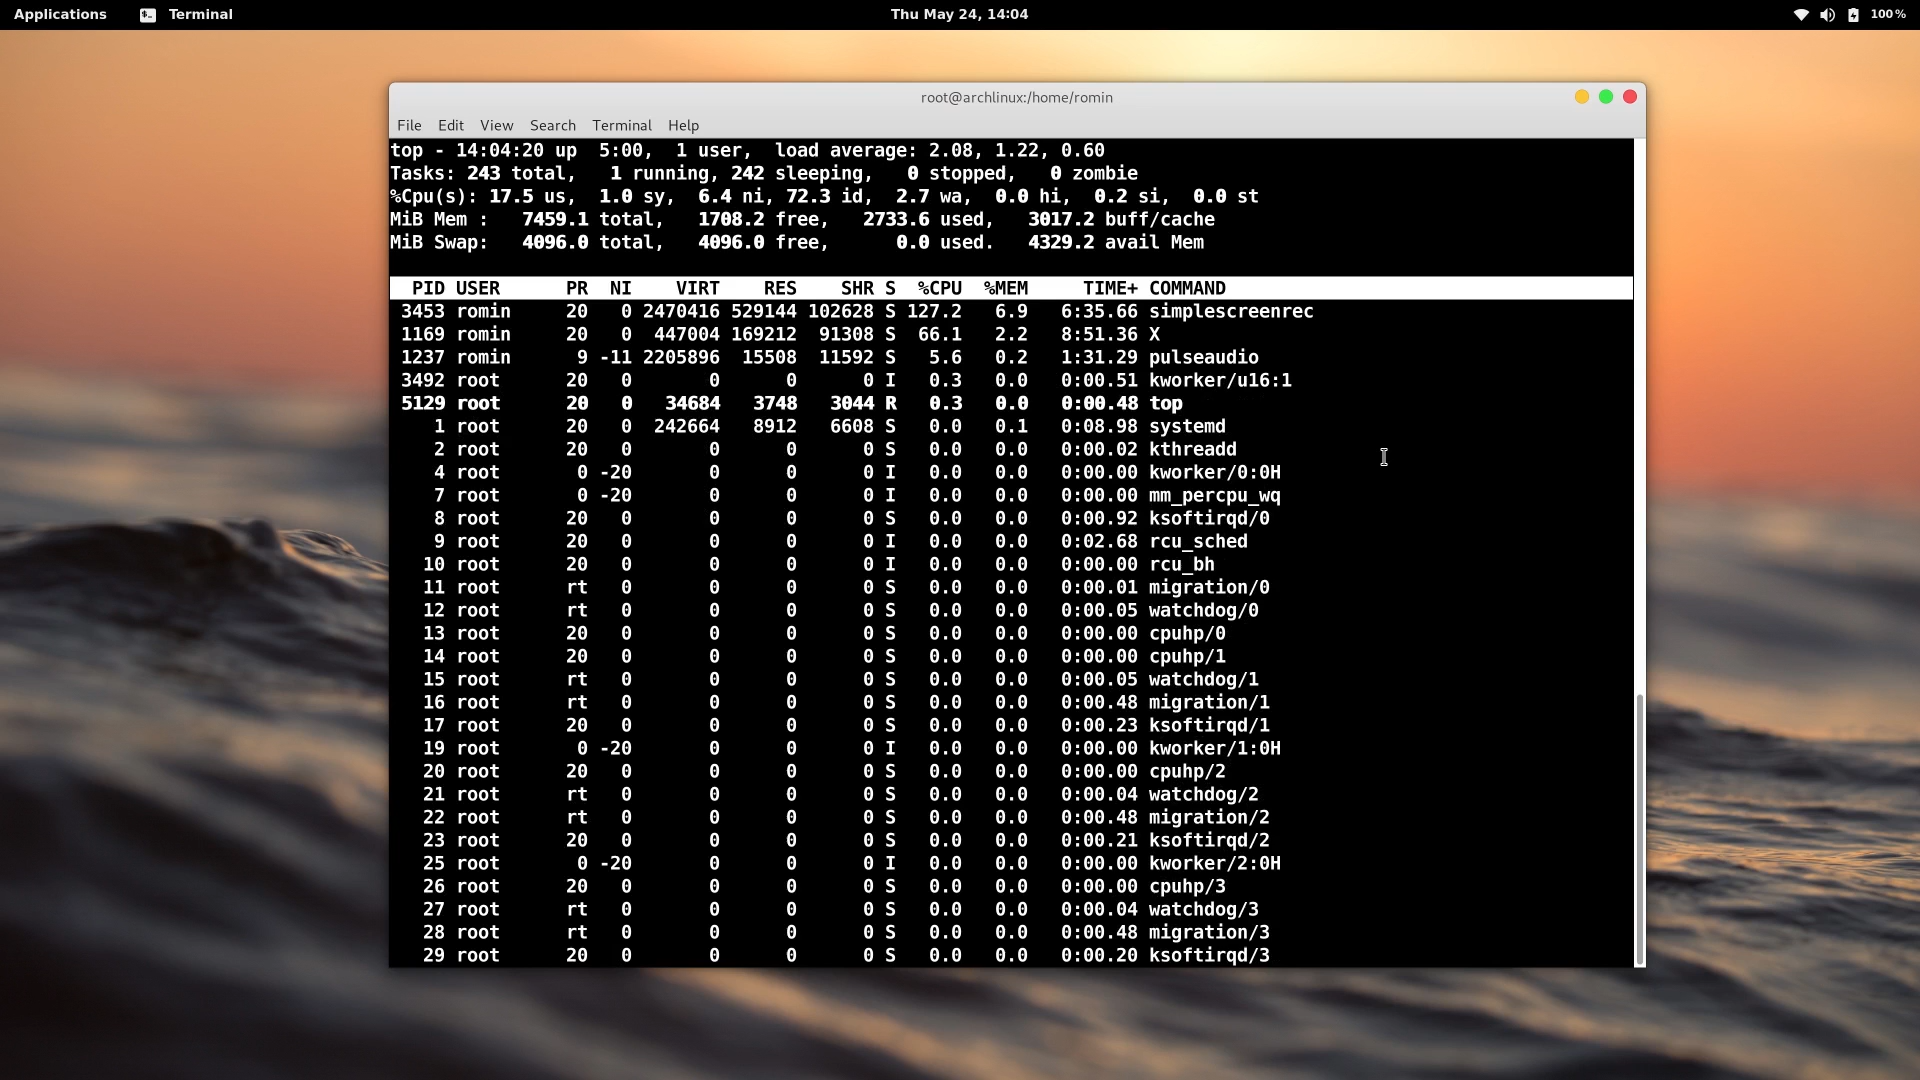 Applications Terminal Thu May 24, 14:04 100%
root@archlinux:/home/romin
File Edit View Search Terminal Help
top - 14:04:20 up  5:00,  1 user,  load average: 2.08, 1.22, 0.60
Tasks: 243 total,   1 running, 242 sleeping,   0 stopped,   0 zombie
%Cpu(s): 17.5 us,  1.0 sy,  6.4 ni, 72.3 id,  2.7 wa,  0.0 hi,  0.2 si,  0.0 st
MiB Mem :   7459.1 total,   1708.2 free,   2733.6 used,   3017.2 buff/cache
MiB Swap:   4096.0 total,   4096.0 free,      0.0 used.   4329.2 avail Mem
PID USER PR NI VIRT RES SHR S %CPU %MEM TIME+ COMMAND
3453 romin 20 0 2470416 529144 102628 S 127.2 6.9 6:35.66 simplescreenrec
1169 romin 20 0 447004 169212 91308 S 66.1 2.2 8:51.36 X
1237 romin 9 -11 2205896 15508 11592 S 5.6 0.2 1:31.29 pulseaudio
3492 root 20 0 0 0 0 I 0.3 0.0 0:00.51 kworker/u16:1
5129 root 20 0 34684 3748 3044 R 0.3 0.0 0:00.48 top
1 root 20 0 242664 8912 6608 S 0.0 0.1 0:08.98 systemd
2 root 20 0 0 0 0 S 0.0 0.0 0:00.02 kthreadd
4 root 0 -20 0 0 0 I 0.0 0.0 0:00.00 kworker/0:0H
7 root 0 -20 0 0 0 I 0.0 0.0 0:00.00 mm_percpu_wq
8 root 20 0 0 0 0 S 0.0 0.0 0:00.92 ksoftirqd/0
9 root 20 0 0 0 0 I 0.0 0.0 0:02.68 rcu_sched
10 root 20 0 0 0 0 I 0.0 0.0 0:00.00 rcu_bh
11 root rt 0 0 0 0 S 0.0 0.0 0:00.01 migration/0
12 root rt 0 0 0 0 S 0.0 0.0 0:00.05 watchdog/0
13 root 20 0 0 0 0 S 0.0 0.0 0:00.00 cpuhp/0
14 root 20 0 0 0 0 S 0.0 0.0 0:00.00 cpuhp/1
15 root rt 0 0 0 0 S 0.0 0.0 0:00.05 watchdog/1
16 root rt 0 0 0 0 S 0.0 0.0 0:00.48 migration/1
17 root 20 0 0 0 0 S 0.0 0.0 0:00.23 ksoftirqd/1
19 root 0 -20 0 0 0 I 0.0 0.0 0:00.00 kworker/1:0H
20 root 20 0 0 0 0 S 0.0 0.0 0:00.00 cpuhp/2
21 root rt 0 0 0 0 S 0.0 0.0 0:00.04 watchdog/2
22 root rt 0 0 0 0 S 0.0 0.0 0:00.48 migration/2
23 root 20 0 0 0 0 S 0.0 0.0 0:00.21 ksoftirqd/2
25 root 0 -20 0 0 0 I 0.0 0.0 0:00.00 kworker/2:0H
26 root 20 0 0 0 0 S 0.0 0.0 0:00.00 cpuhp/3
27 root rt 0 0 0 0 S 0.0 0.0 0:00.04 watchdog/3
28 root rt 0 0 0 0 S 0.0 0.0 0:00.48 migration/3
29 root 20 0 0 0 0 S 0.0 0.0 0:00.20 ksoftirqd/3